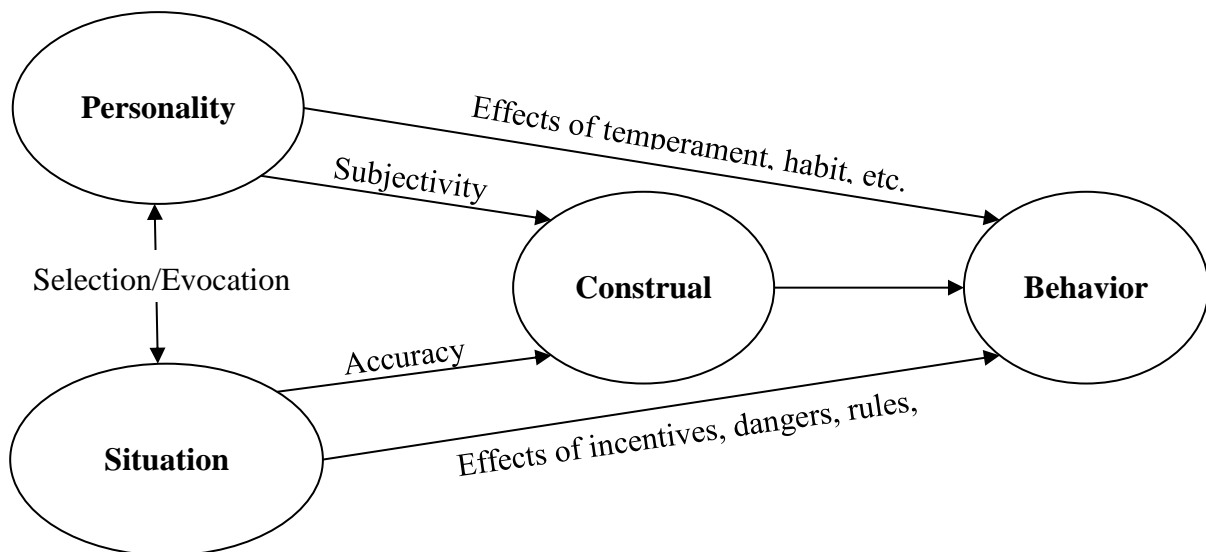 Personality
Effects of temperament, habit, etc.
Subjectivity
Selection/Evocation
Construal
Behavior
Accuracy
Situation
Effects of incentives, dangers, rules,